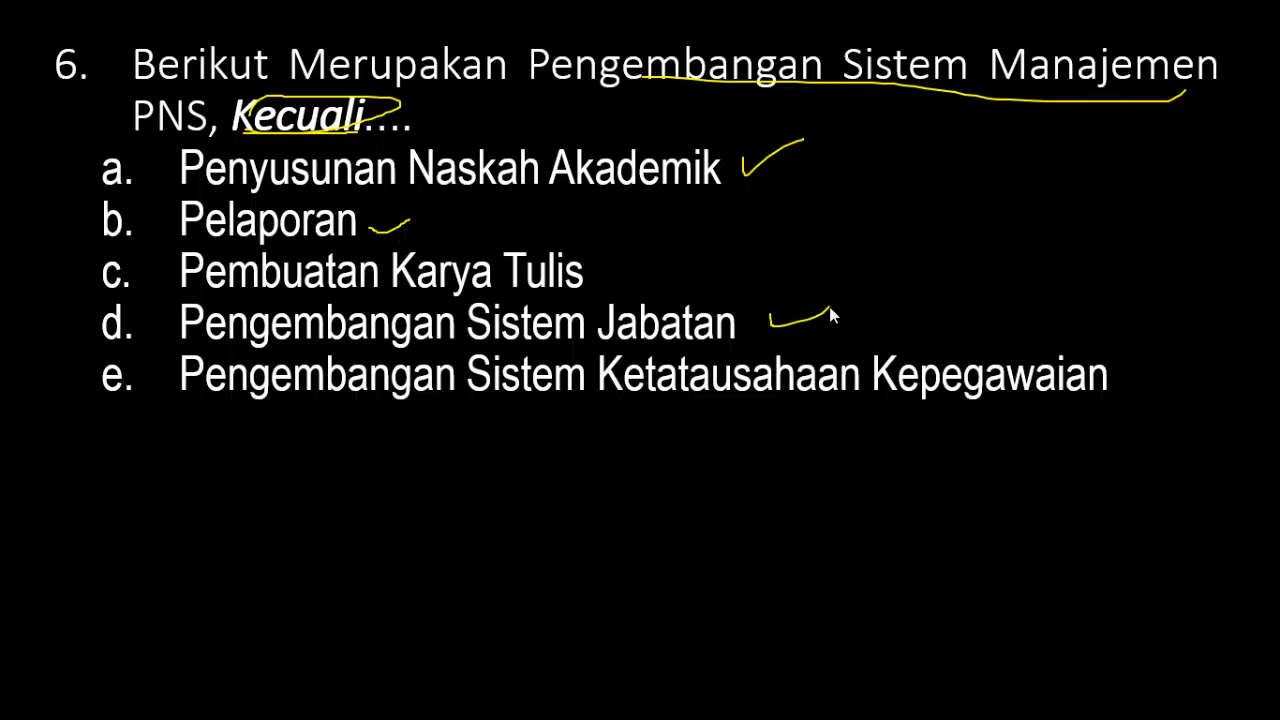 6. Berikut Merupakan Pengembangan Sistem Manajemen
PNS, Kecuali....
a. Penyusunan Naskah Akademik
b. Pelaporan
c. Pembuatan Karya Tulis
d. Pengembangan Sistem Jabatan
e. Pengembangan Sistem Ketatausahaan Kepegawaian